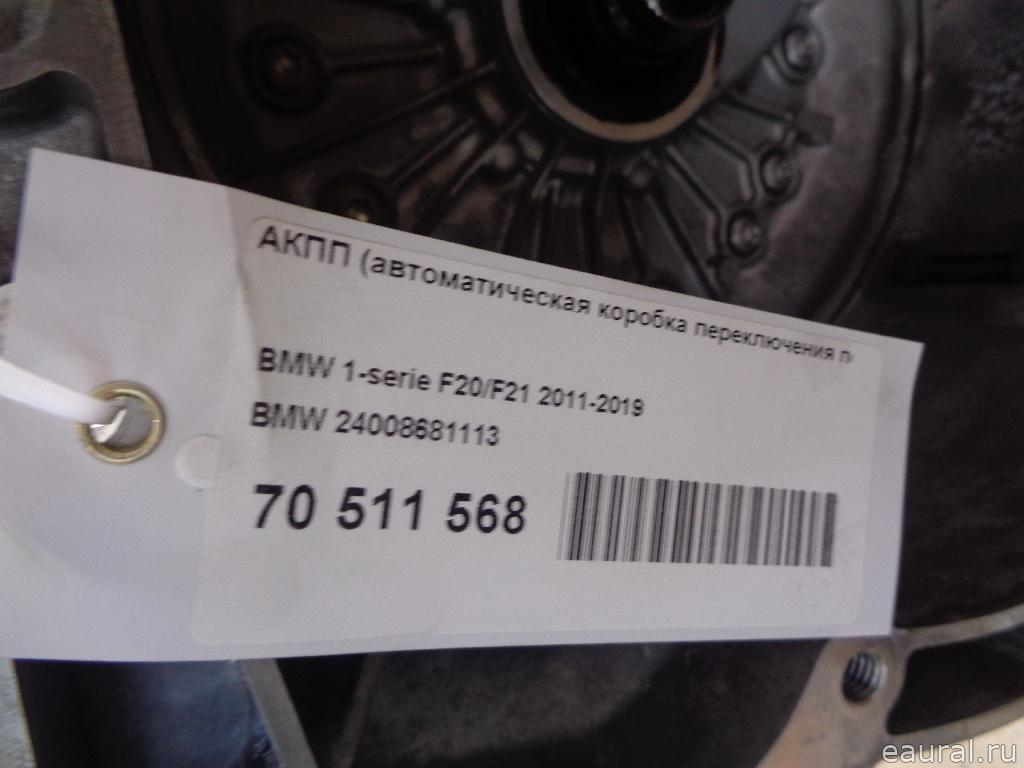 АКПП (автоматическая коробка переключения п
BMW 1-serie F20/F21 2011-2019
BMW 24008681113
70 511 568
eaural.ru